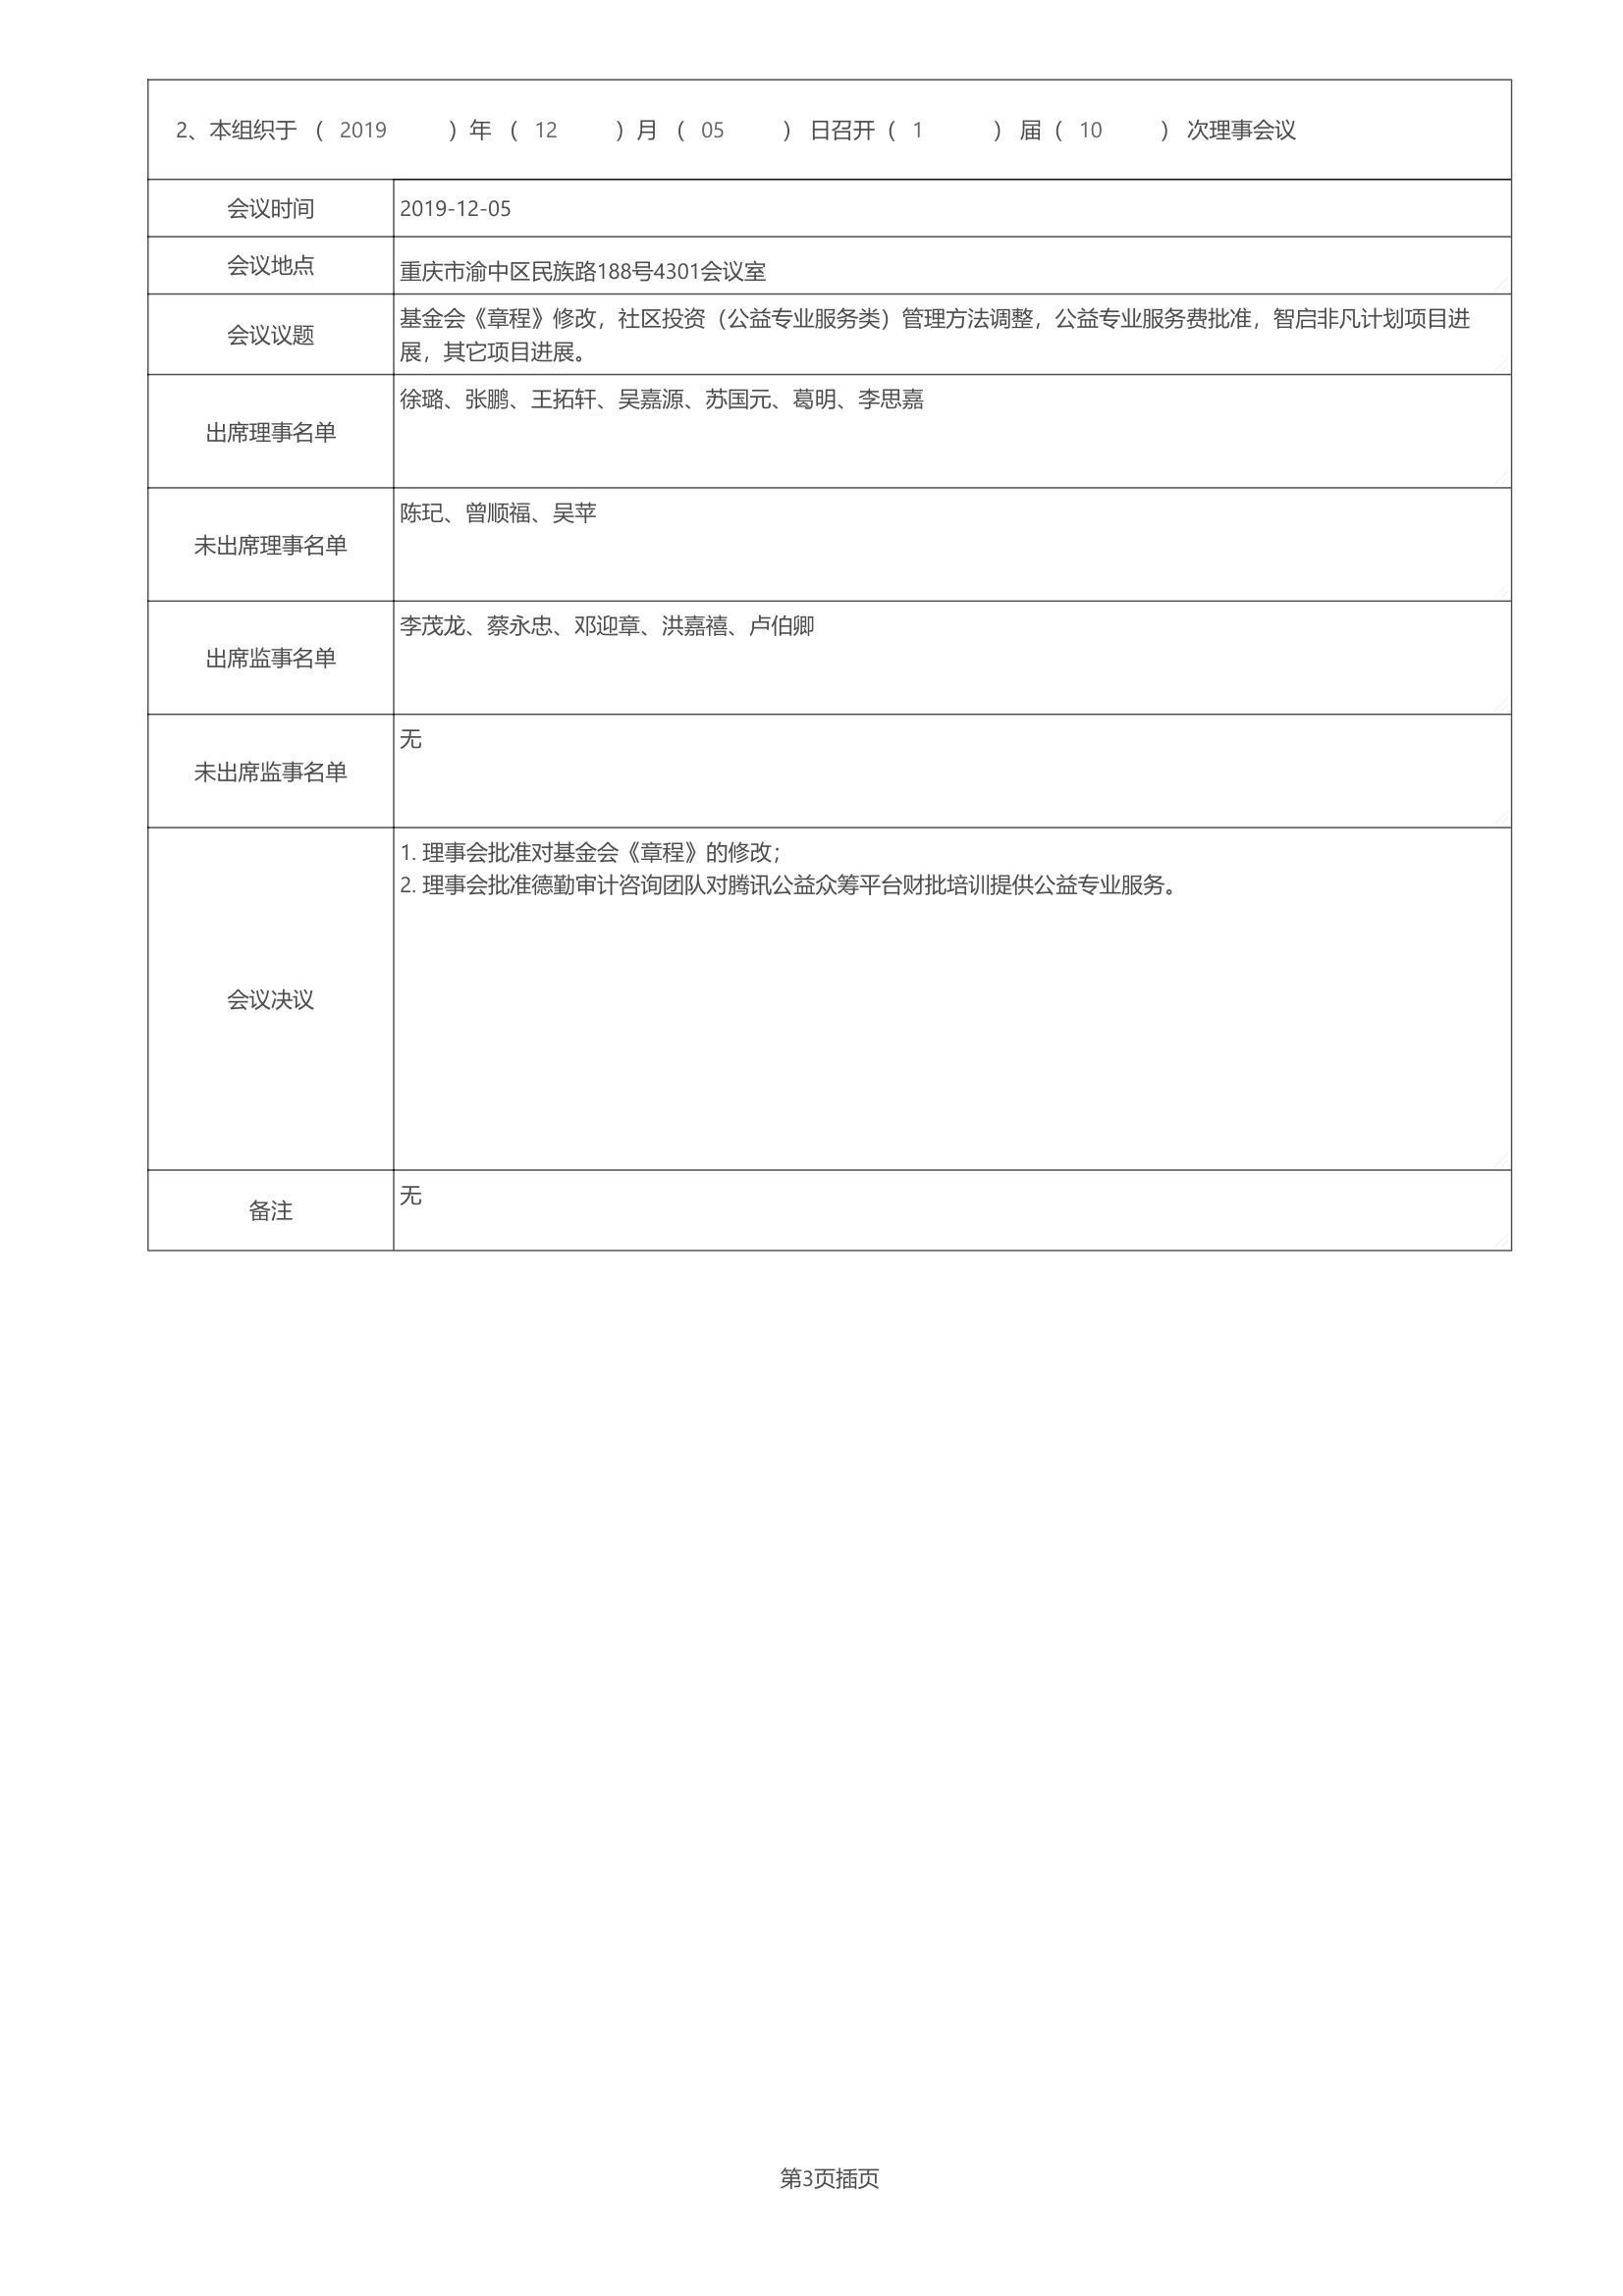 2、本组织于 （ 2019 ）年 （ 12 ）月 （ 05 ） 日召开（ 1 ） 届（ 10 ） 次理事会议
会议时间
2019-12-05
会议地点
重庆市渝中区民族路188号4301会议室
会议议题
基金会《章程》修改，社区投资（公益专业服务类）管理方法调整，公益专业服务费批准，智启非凡计划项目进
展，其它项目进展。
出席理事名单
徐璐、张鹏、王拓轩、吴嘉源、苏国元、葛明、李思嘉
未出席理事名单
陈玘、曾顺福、吴苹
出席监事名单
李茂龙、蔡永忠、邓迎章、洪嘉禧、卢伯卿
未出席监事名单
无
会议决议
1. 理事会批准对基金会《章程》的修改；
2. 理事会批准德勤审计咨询团队对腾讯公益众筹平台财批培训提供公益专业服务。
备注
无
第3页插页